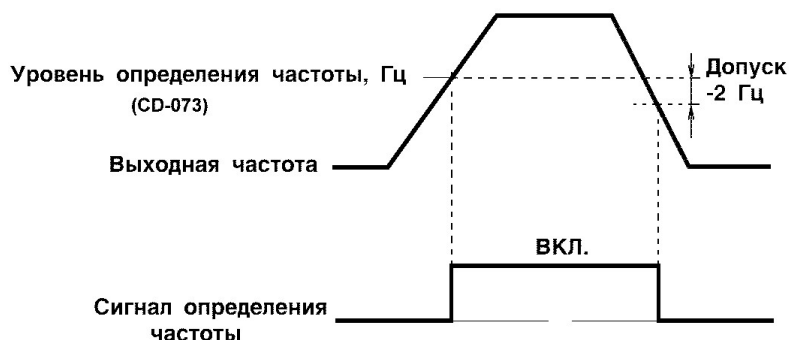 Уровень определения частоты, Гц
(CD-073)
Допуск
-2 Гц
Выходная частота
ВКЛ.
Сигнал определения
частоты